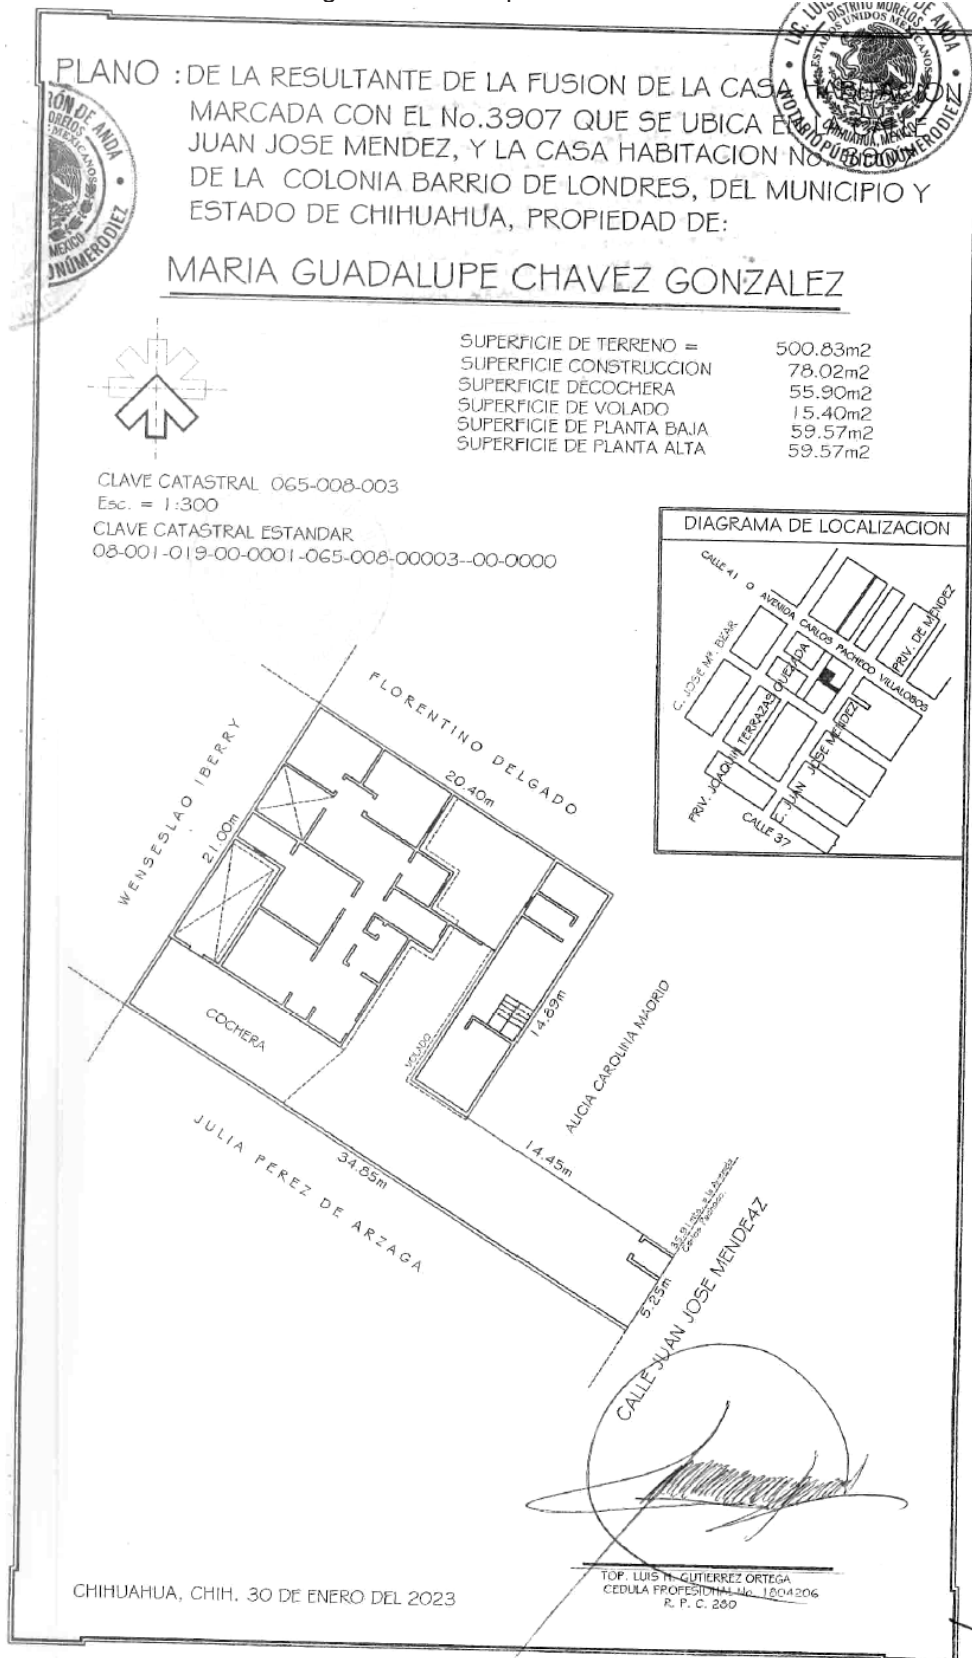 PLANO : DE LA RESULTANTE DE LA FUSION DE LA CASA HABITACION
MARCADA CON EL No.3907 QUE SE UBICA EN LA CALLE
JUAN JOSE MENDEZ, Y LA CASA HABITACION No.
DE LA COLONIA BARRIO DE LONDRES, DEL MUNICIPIO Y
ESTADO DE CHIHUAHUA, PROPIEDAD DE:
MARIA GUADALUPE CHAVEZ GONZALEZ
SUPERFICIE DE TERRENO = 500.83m2
SUPERFICIE CONSTRUCCION 78.02m2
SUPERFICIE DECOCHERA 55.90m2
SUPERFICIE DE VOLADO 15.40m2
SUPERFICIE DE PLANTA BAJA 59.57m2
SUPERFICIE DE PLANTA ALTA 59.57m2
CLAVE CATASTRAL 065-008-003
Esc. = 1:300
CLAVE CATASTRAL ESTANDAR
08-001-019-00-0001-065-008-00003--00-0000
DIAGRAMA DE LOCALIZACION
CALLE 41 O AVENIDA CARLOS PACHECO VILLALOBOS
PRIV. DE MENDEZ
C. JOSE Mª. BEAR
PRIV. JOAQUIN TERRAZAS QUEZADA
C. JUAN JOSE MENDEZ
CALLE 37
FLORENTINO DELGADO
20.40m
WENSESLAO IBERRY
21.00m
COCHERA
VOLADO
14.89m
ALICIA CAROLINA MADRID
14.45m
JULIA PEREZ DE ARZAGA
34.85m
5.25m
CALLE JUAN JOSE MENDEAZ
CHIHUAHUA, CHIH. 30 DE ENERO DEL 2023
TOP. LUIS H. GUTIERREZ ORTEGA
CEDULA PROFESIONAL No. 1804206
R. P. C. 280